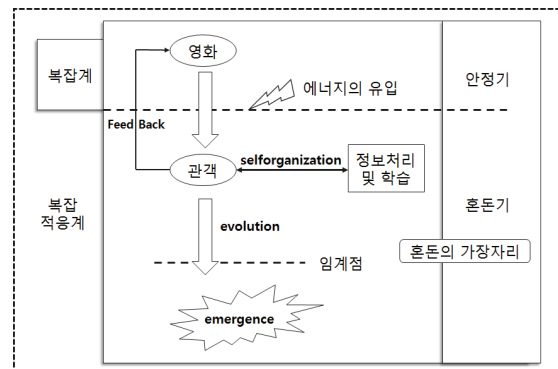 영화
복잡계
에너지의 유입
안정기
Feed Back
관객
selforganization
정보처리
및 학습
복잡
적응계
혼돈기
evolution
혼돈의 가장자리
임계점
emergence